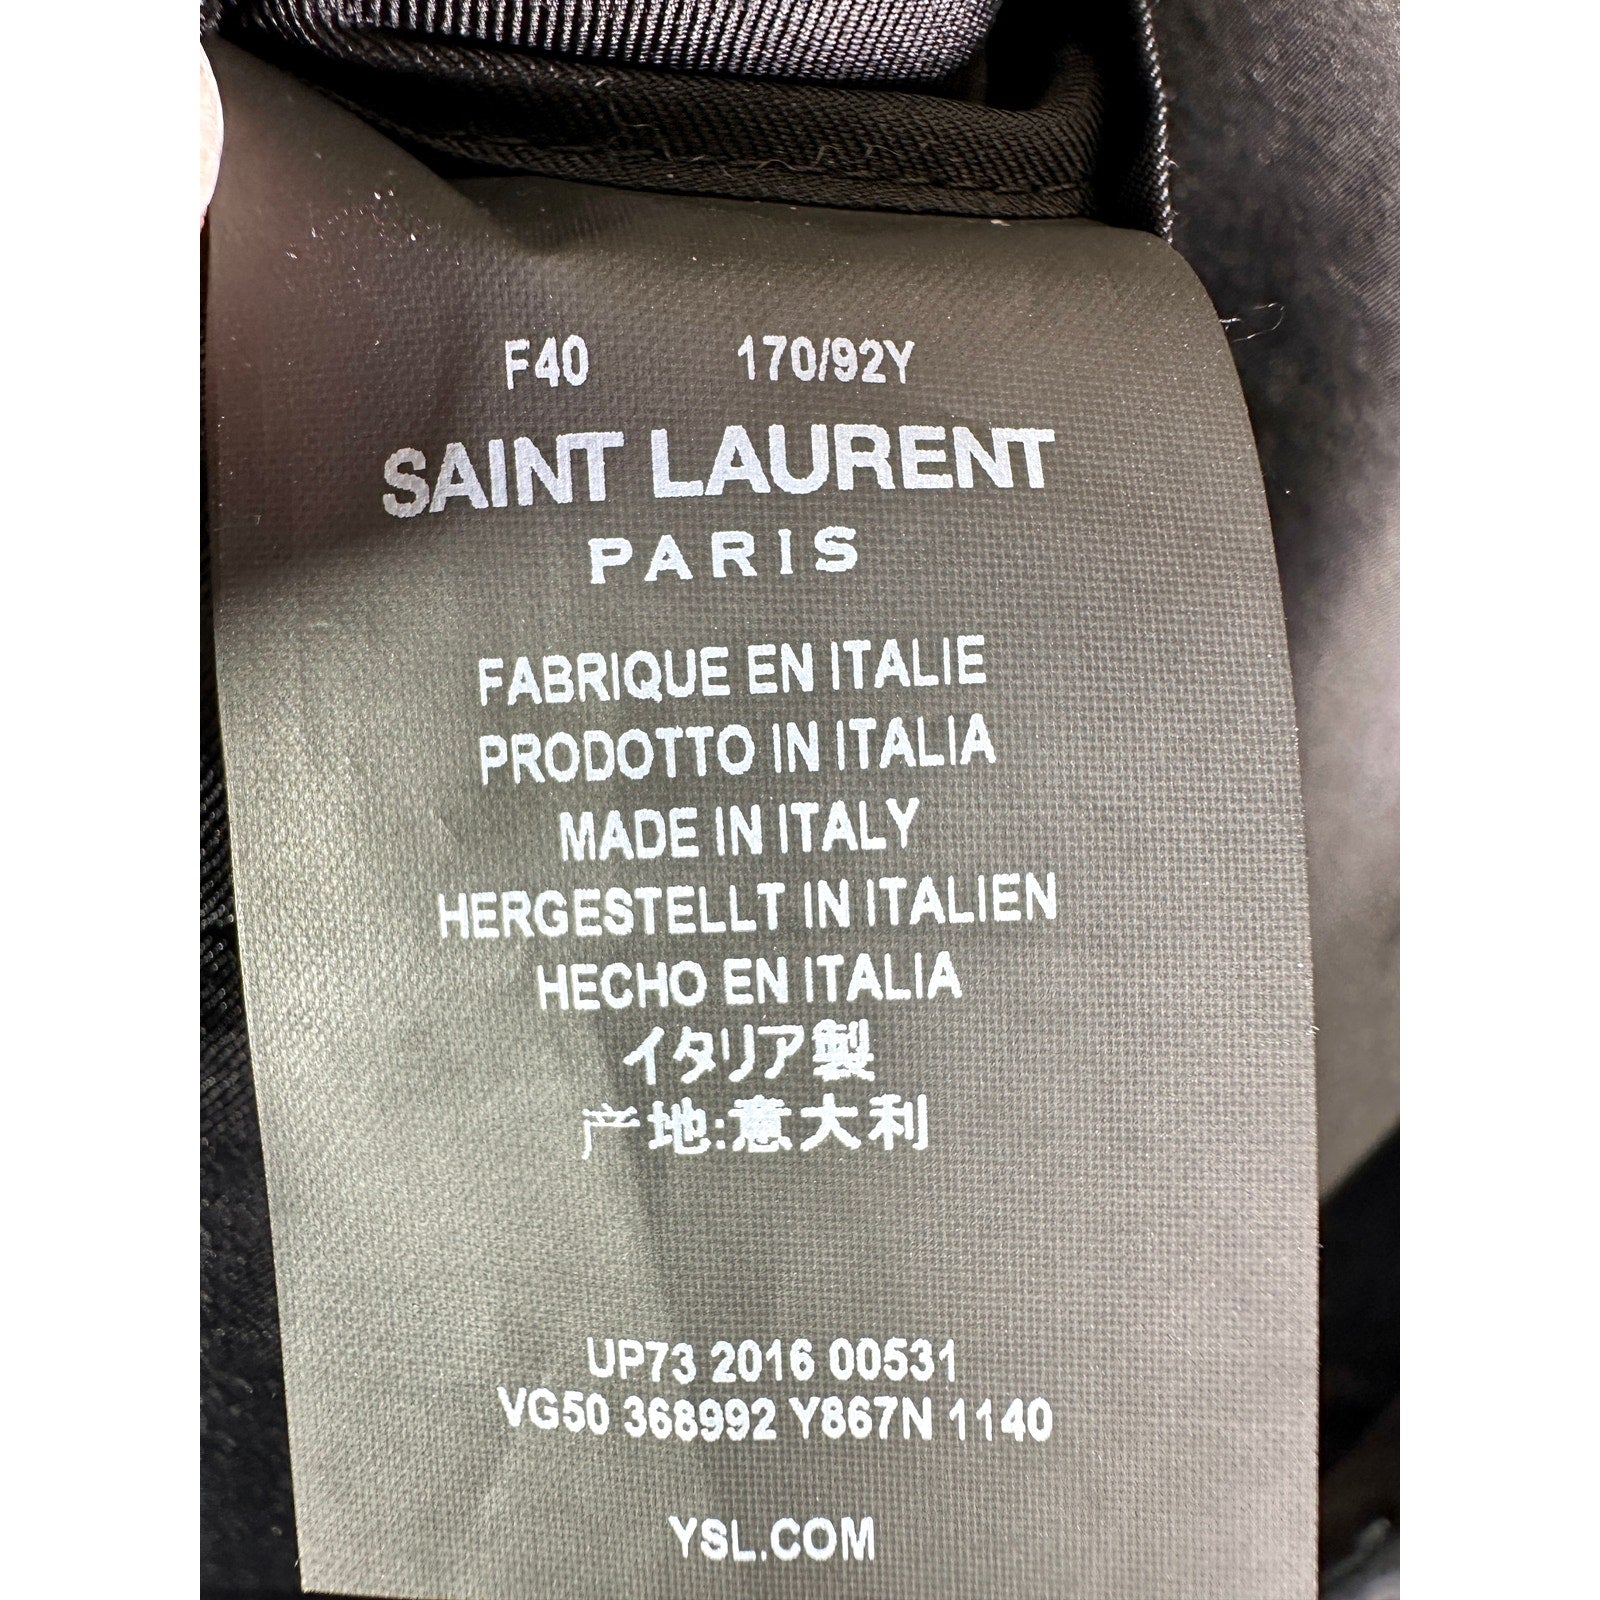 F40 170/92Y
SAINT LAURENT
PARIS
FABRIQUE EN ITALIE
PRODOTTO IN ITALIA
MADE IN ITALY
HERGESTELLT IN ITALIEN
HECHO EN ITALIA
イタリア製
产地:意大利
UP73 2016 00531
VG50 368992 Y867N 1140
YSL.COM